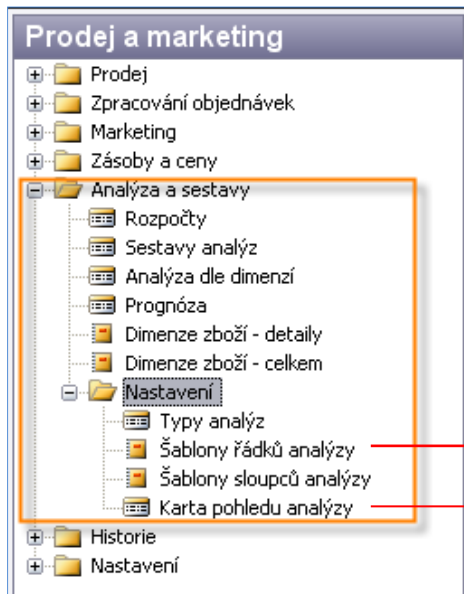 Prodej a marketing
Prodej
Zpracování objednávek
Marketing
Zásoby a ceny
Analýza a sestavy
Rozpočty
Sestavy analýz
Analýza dle dimenzí
Prognóza
Dimenze zboží - detaily
Dimenze zboží - celkem
Nastavení
Typy analýz
Šablony řádků analýzy
Šablony sloupců analýzy
Karta pohledu analýzy
Historie
Nastavení